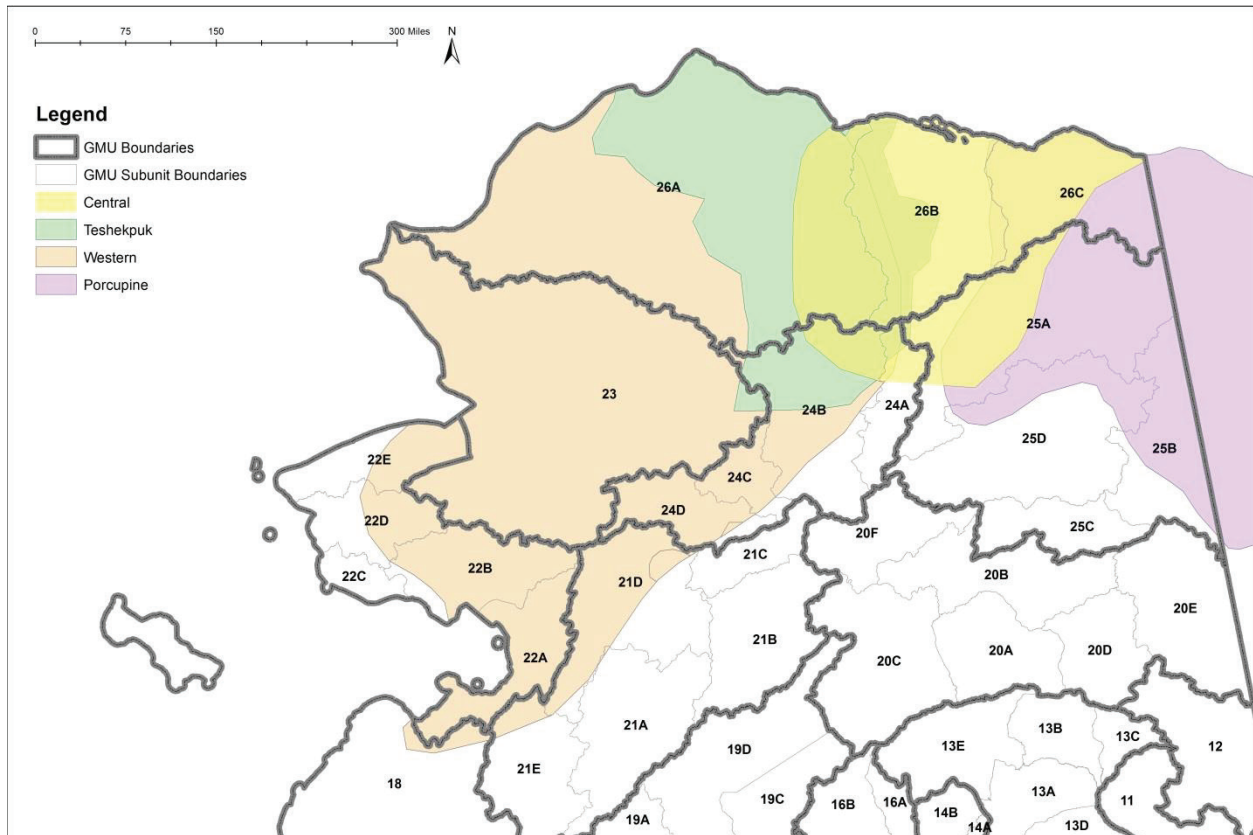 0 75 150 300 Miles
N
Legend
GMU Boundaries
GMU Subunit Boundaries
Central
Teshekpuk
Western
Porcupine
26A
26B
26C
25A
23
24B
24A
25D
25B
22E
24C
24D
22D
20F
25C
21C
22C
22B
21D
20B
20E
21B
22A
20C
20A
20D
21A
13B
19D
13E
13C
12
21E
18
13A
11
19C
16B
16A
14B
19A
14A
13D